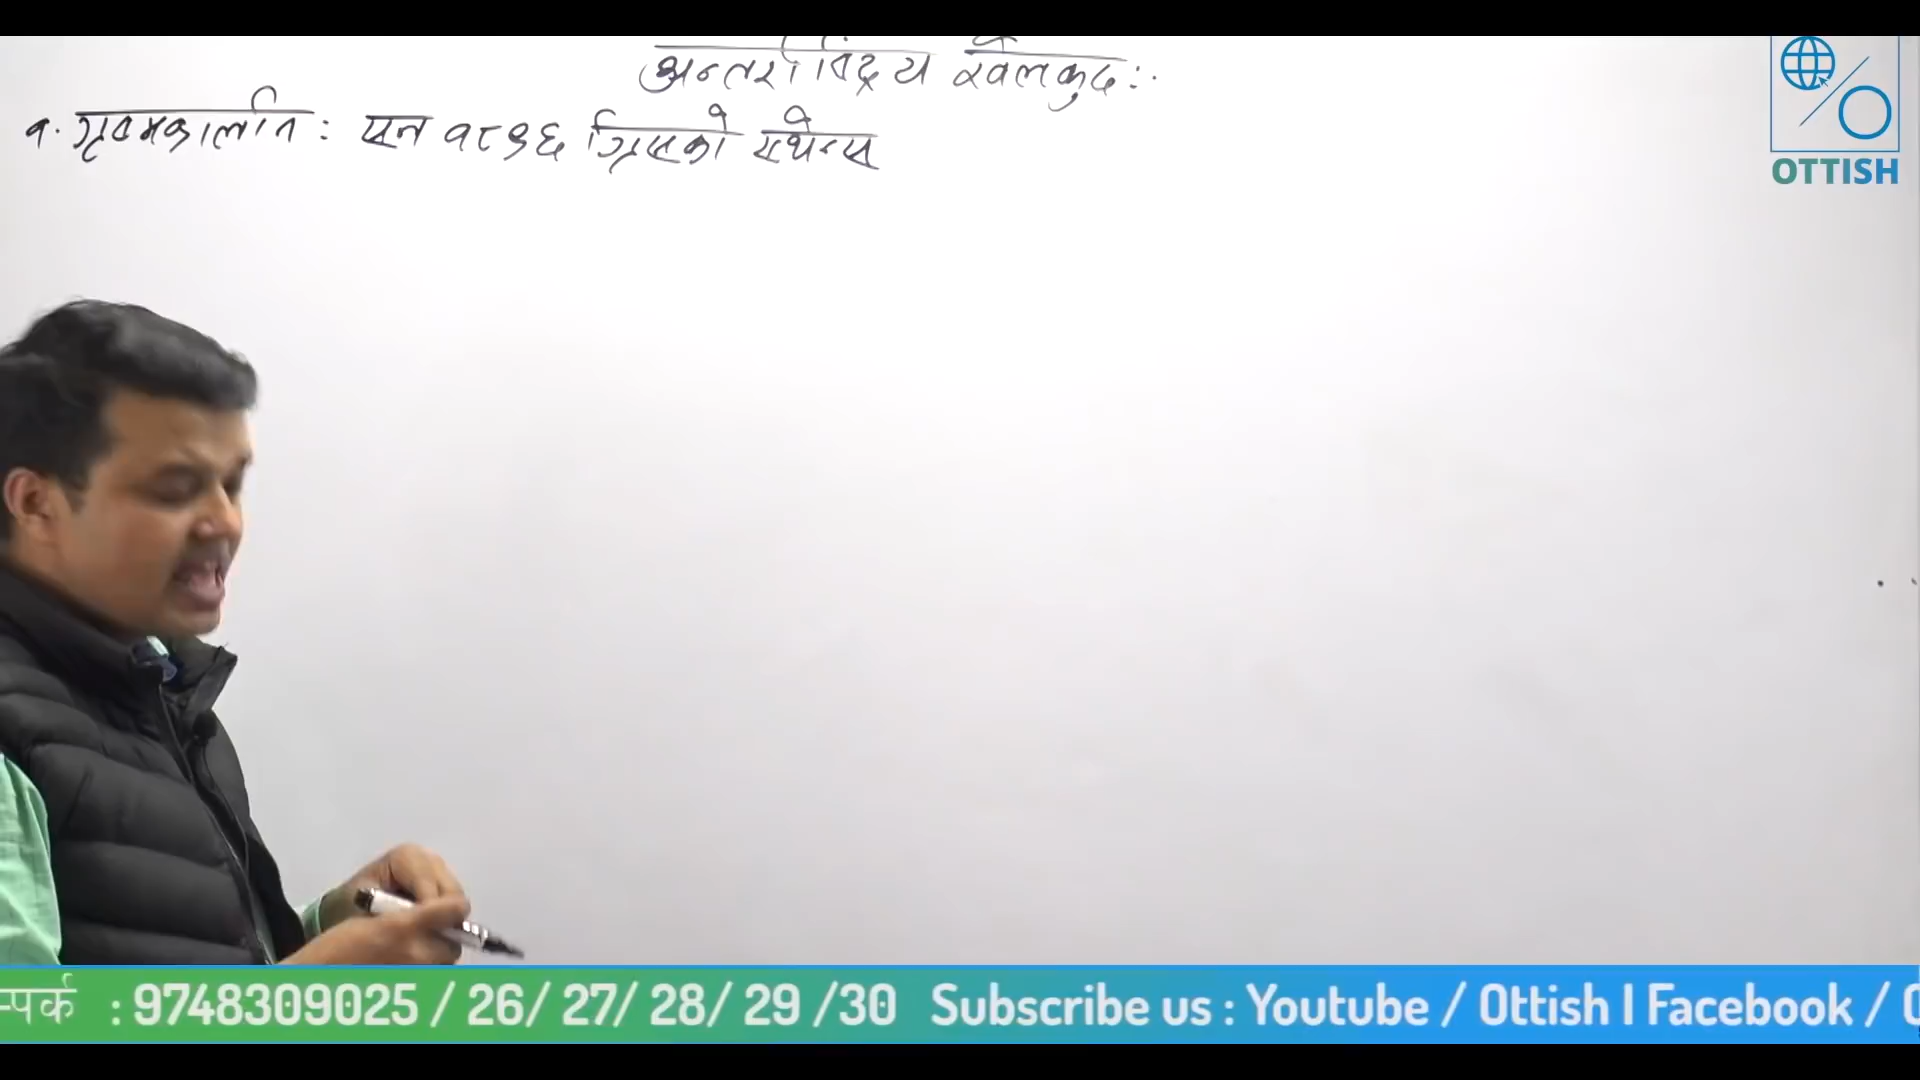 अन्तर्राष्ट्रिय खेलकुद :-
१. गृष्मकालिन : सन १८९६ ग्रिसको एथेन्स
OTTISH
म्पर्क : 9748309025 / 26/ 27/ 28/ 29 /30 Subscribe us : Youtube / Ottish I Facebook / O